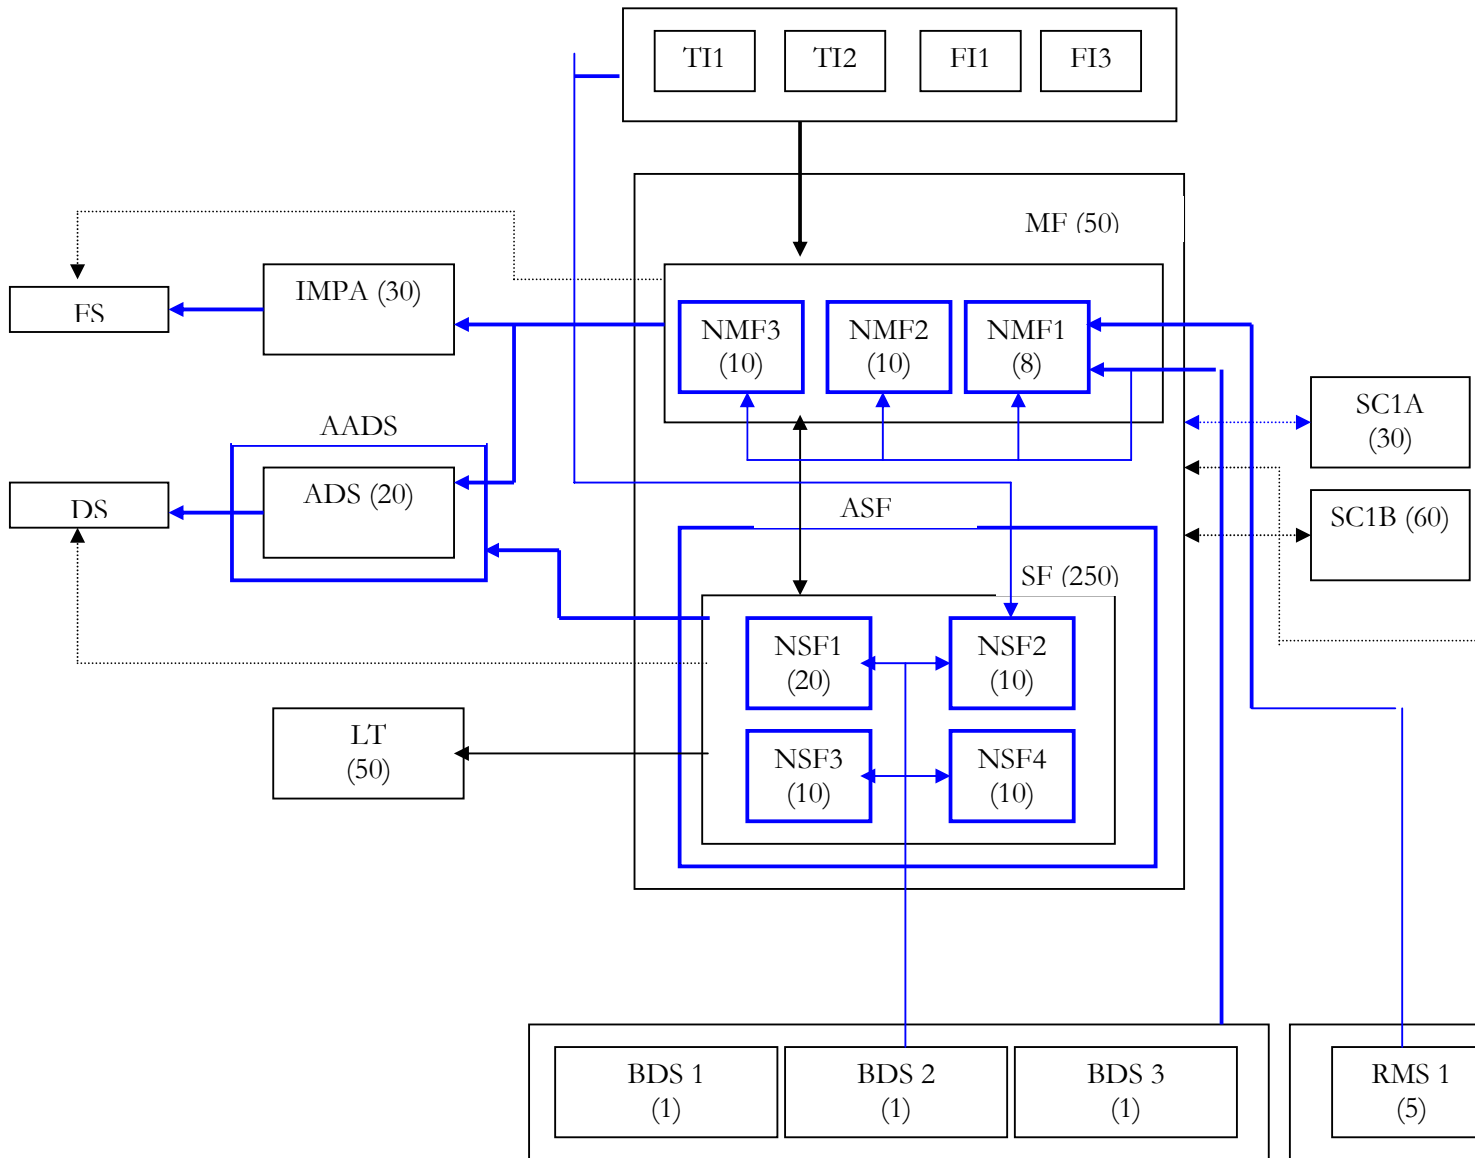 TI1
TI2
FI1
FI3
MF (50)
IMPA (30)
FS
NMF3
(10)
NMF2
(10)
NMF1
(8)
SC1A
(30)
AADS
ADS (20)
DS
ASF
SC1B (60)
SF (250)
NSF1
(20)
NSF2
(10)
LT
(50)
NSF3
(10)
NSF4
(10)
BDS 1
(1)
BDS 2
(1)
BDS 3
(1)
RMS 1
(5)